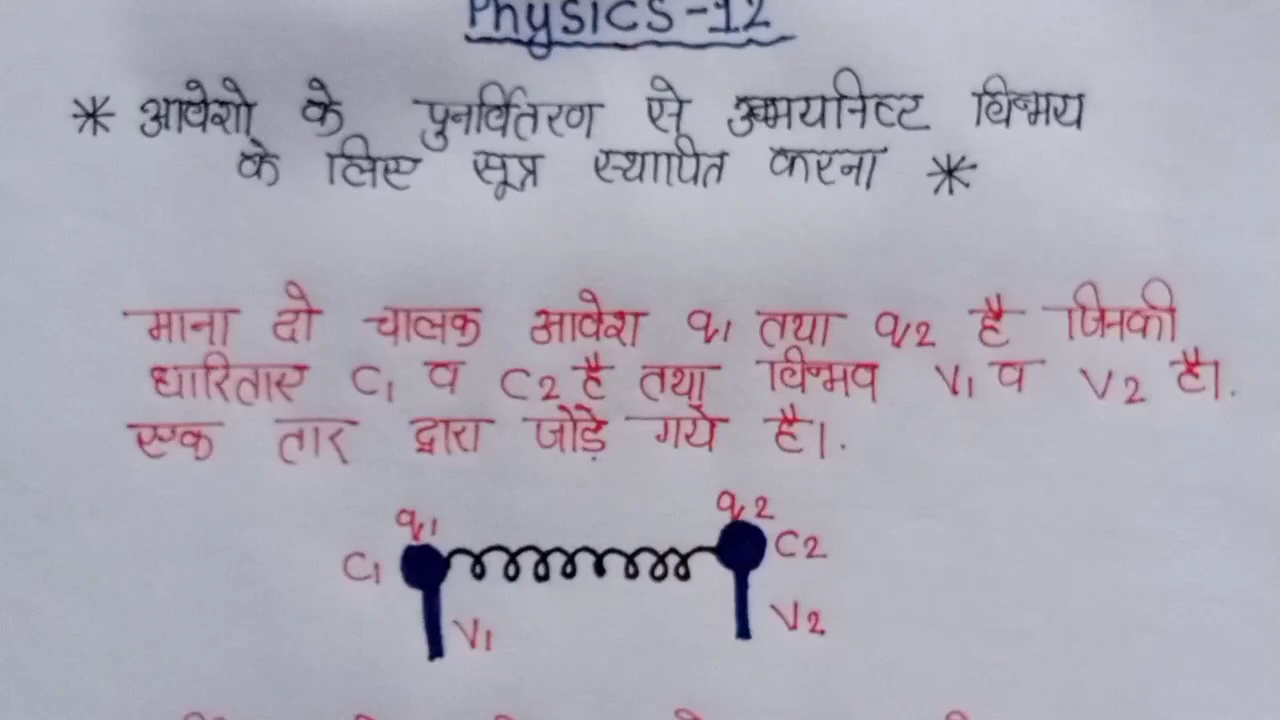 Physics-12
* आवेशो के पुनर्वितरण से उभयनिष्ट विभव
के लिए सूत्र स्थापित करना *
माना दो चालक आवेश q1 तथा q2 है जिनकी
धारिताए C1 व C2 है तथा विभव V1 व V2 है।.
एक तार द्वारा जोड़े गये है।.
q1
q2
C1
C2
V1
V2